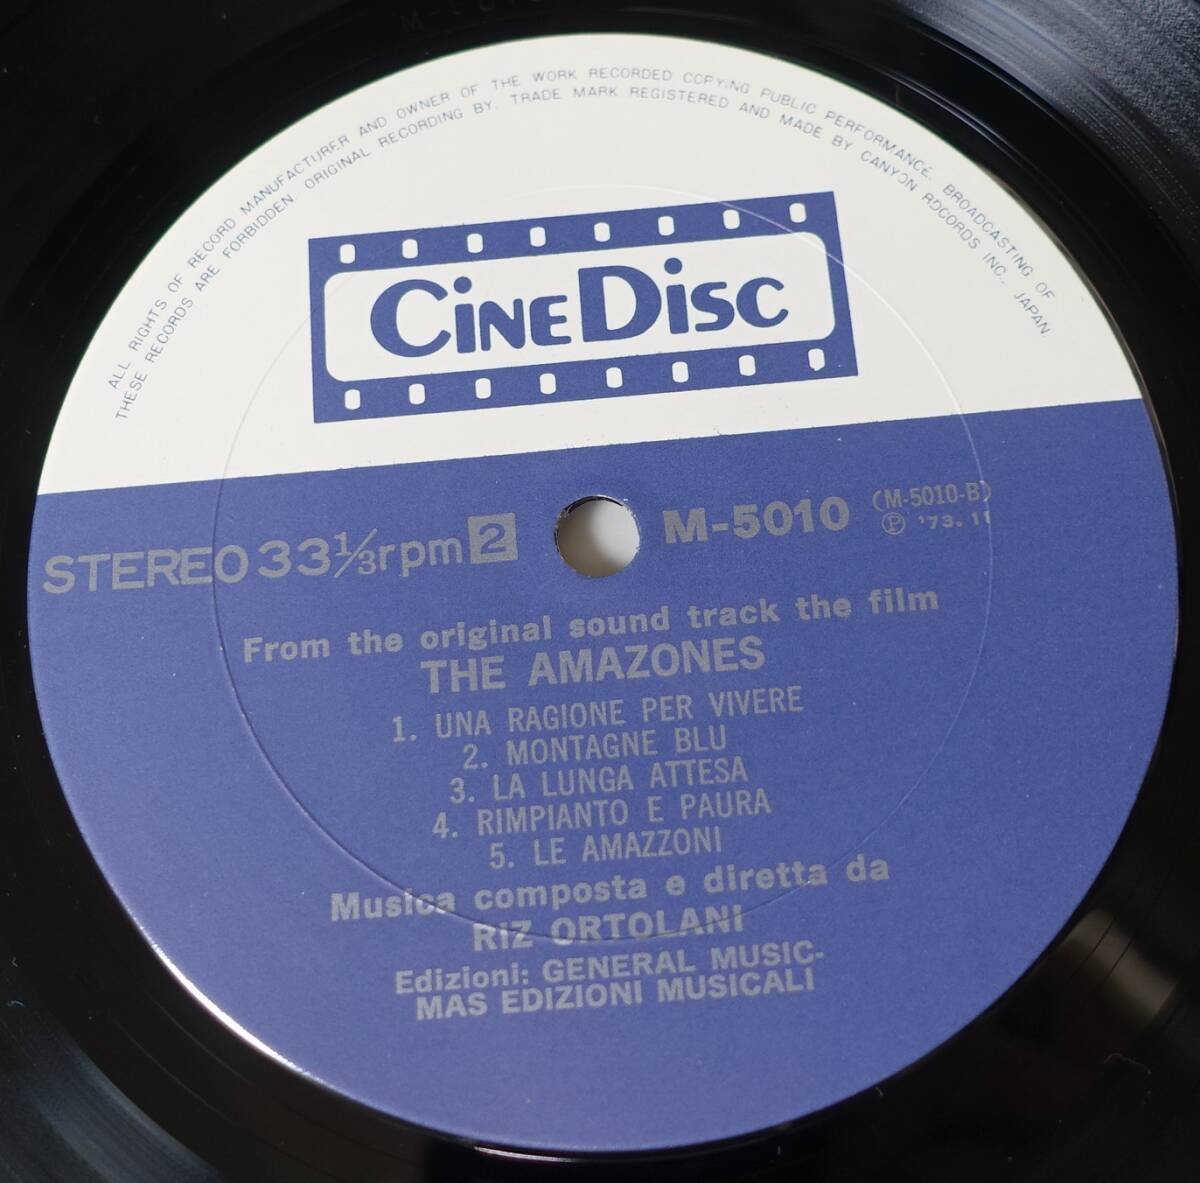 ALL RIGHTS OF RECORD MANUFACTURER AND OWNER OF THE WORK RECORDED COPYING PUBLIC PERFORMANCE. BROADCASTING OF
THESE RECORDS ARE FORBIDDEN ORIGINAL RECORDING BY. TRADE MARK REGISTERED AND MADE BY CANYON RDCORDS INC., JAPAN
CINEDISC
STEREO 33 1/3rpm 2 M-5010 (M-5010-B)
Ⓟ '73. 11
From the original sound track the film
THE AMAZONES
1. UNA RAGIONE PER VIVERE
2. MONTAGNE BLU
3. LA LUNGA ATTESA
4. RIMPIANTO E PAURA
5. LE AMAZZONI
Musica composta e diretta da
RIZ ORTOLANI
Edizioni: GENERAL MUSIC-
MAS EDIZIONI MUSICALI